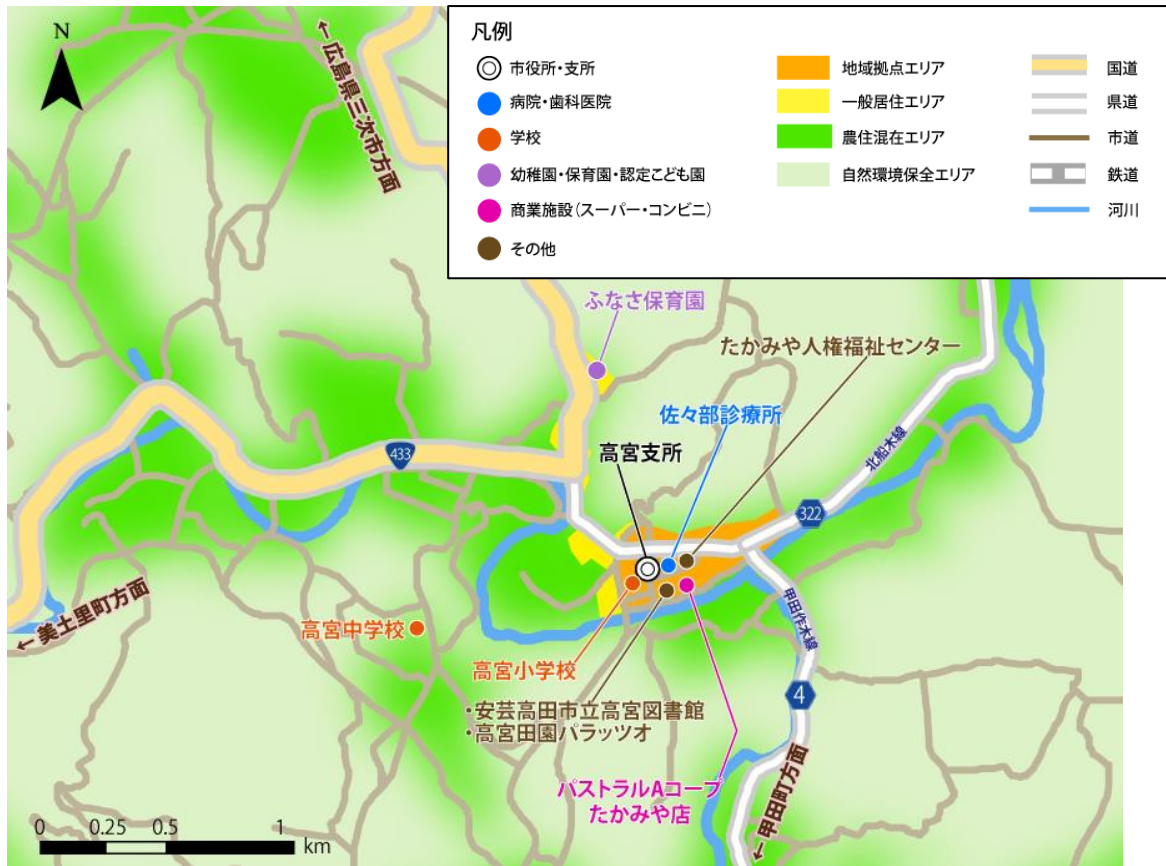 N
←広島県三次市方面
凡例
市役所・支所
病院・歯科医院
学校
幼稚園・保育園・認定こども園
商業施設(スーパー・コンビニ)
その他
地域拠点エリア
一般居住エリア
農住混在エリア
自然環境保全エリア
国道
県道
市道
鉄道
河川
ふなさ保育園
たかみや人権福祉センター
佐々部診療所
高宮支所
433
北船木線
322
甲田作木線
←美土里町方面
高宮中学校
高宮小学校
4
・安芸高田市立高宮図書館
・高宮田園パラッツオ
パストラルAコープ
たかみや店
←甲田町方面
0 0.25 0.5 1
km